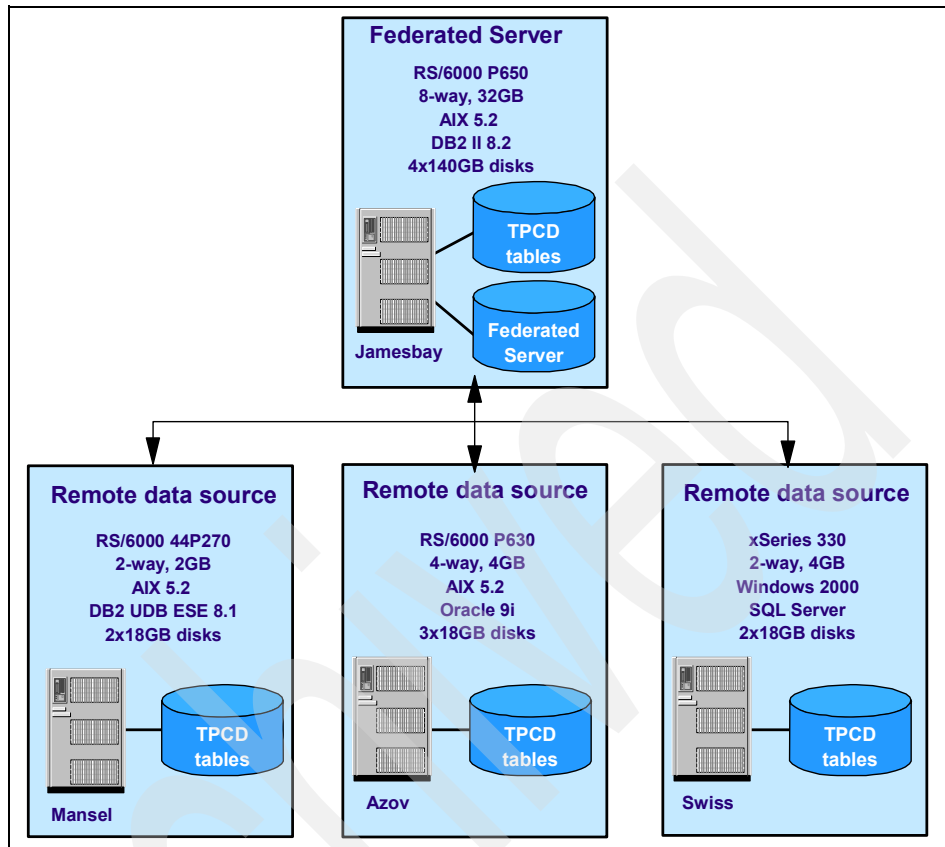 Federated Server
RS/6000 P650
8-way, 32GB
AIX 5.2
DB2 II 8.2
4x140GB disks
TPCD
tables
Federated
Server
Jamesbay
Remote data source
RS/6000 44P270
2-way, 2GB
AIX 5.2
DB2 UDB ESE 8.1
2x18GB disks
TPCD
tables
Mansel
Remote data source
RS/6000 P630
4-way, 4GB
AIX 5.2
Oracle 9i
3x18GB disks
TPCD
tables
Azov
Remote data source
xSeries 330
2-way, 4GB
Windows 2000
SQL Server
2x18GB disks
TPCD
tables
Swiss
hived